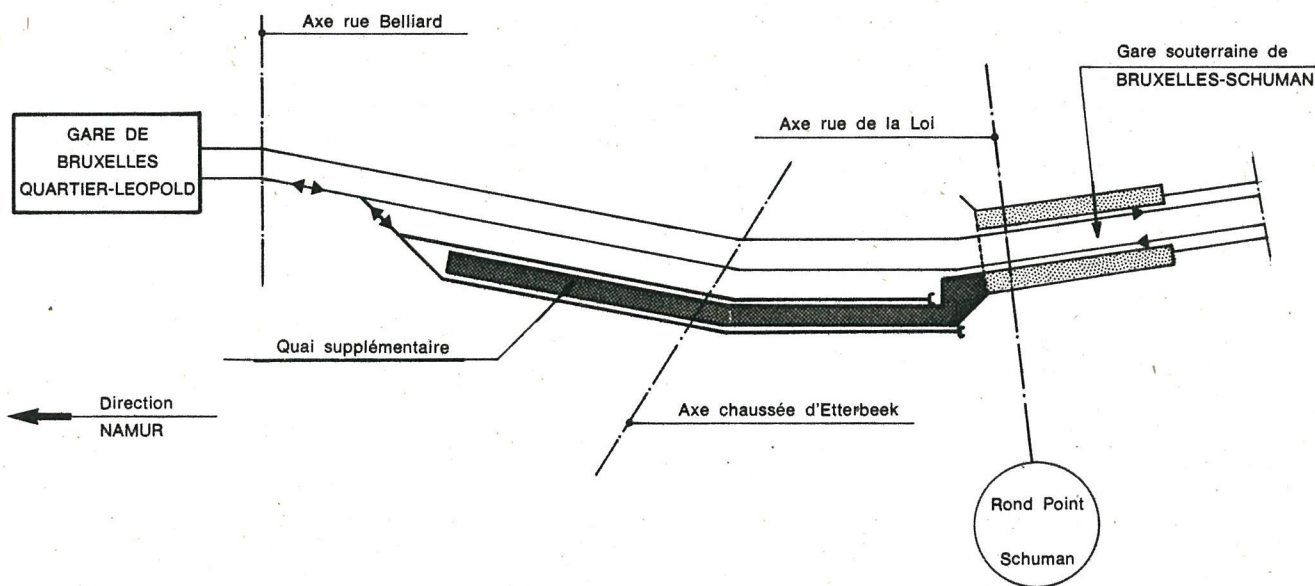 Axe rue Belliard
Gare souterraine de
BRUXELLES-SCHUMAN
Axe rue de la Loi
GARE DE
BRUXELLES
QUARTIER-LEOPOLD
Quai supplémentaire
Direction
NAMUR
Axe chaussée d'Etterbeek
Rond Point
Schuman